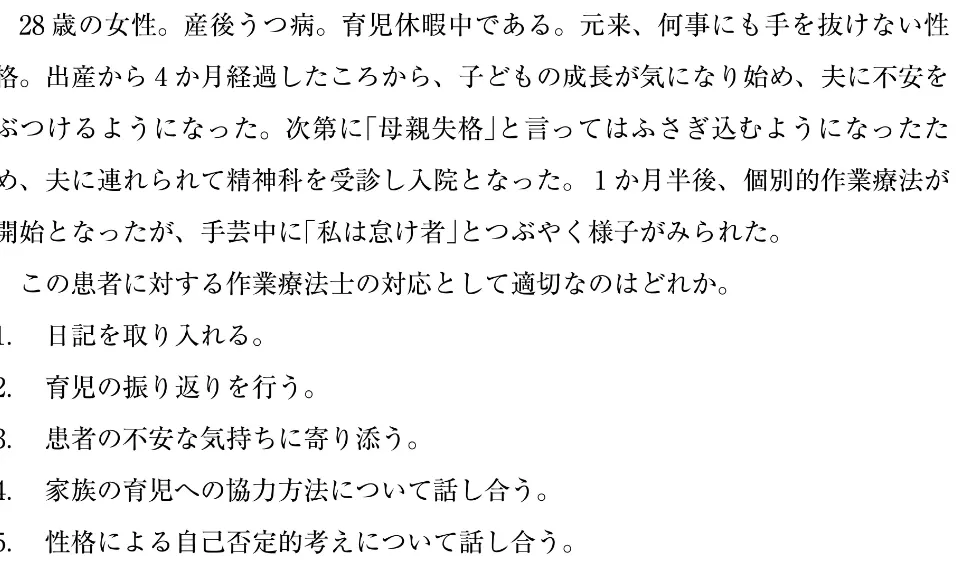 28歳の女性。産後うつ病。育児休暇中である。元来、何事にも手を抜けない性
格。出産から4か月経過したころから、子どもの成長が気になり始め、夫に不安を
ぶつけるようになった。次第に「母親失格」と言ってはふさぎ込むようになったた
め、夫に連れられて精神科を受診し入院となった。1か月半後、個別的作業療法が
開始となったが、手芸中に「私は怠け者」とつぶやく様子がみられた。
この患者に対する作業療法士の対応として適切なのはどれか。
1. 日記を取り入れる。
2. 育児の振り返りを行う。
3. 患者の不安な気持ちに寄り添う。
4. 家族の育児への協力方法について話し合う。
5. 性格による自己否定的考えについて話し合う。